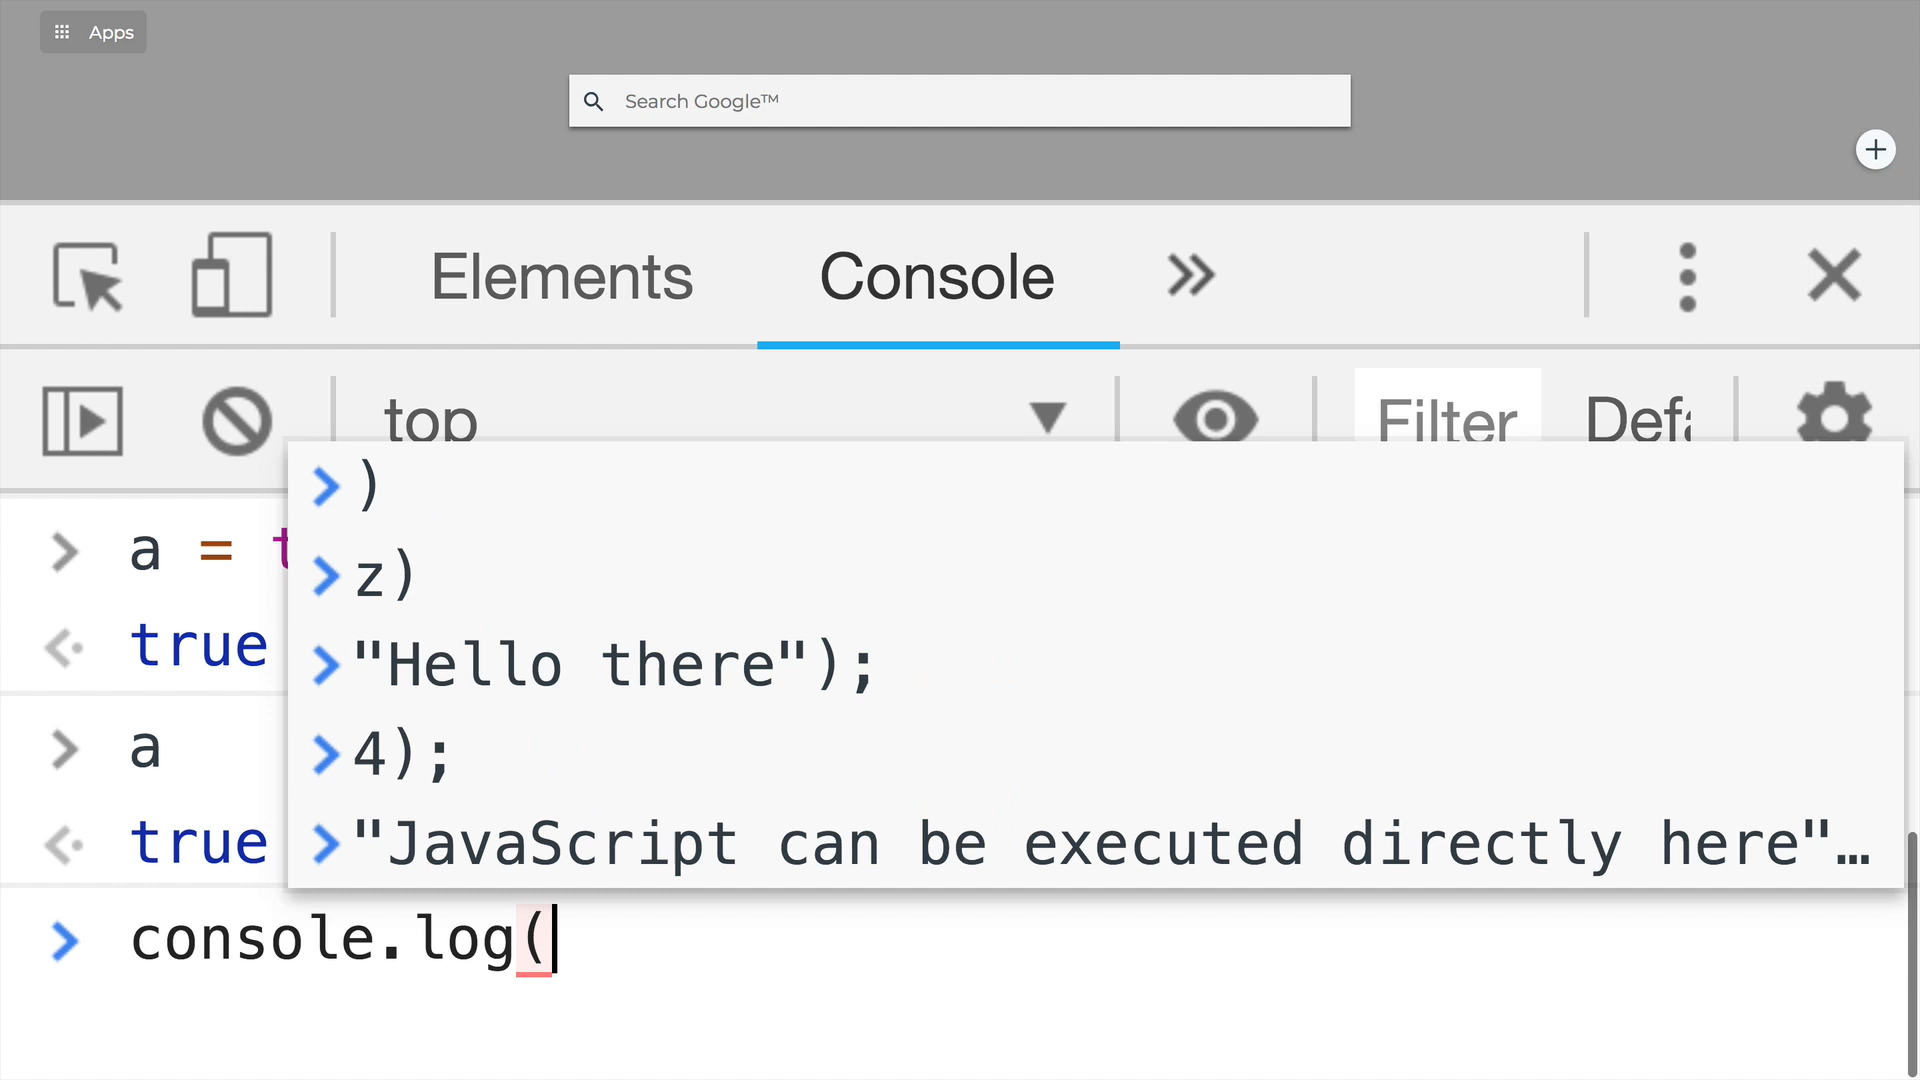 Apps
Search Google™
Elements Console
top Filter Defa
)
a = t
z)
true
"Hello there");
a
4);
true
"JavaScript can be executed directly here"…
console.log(